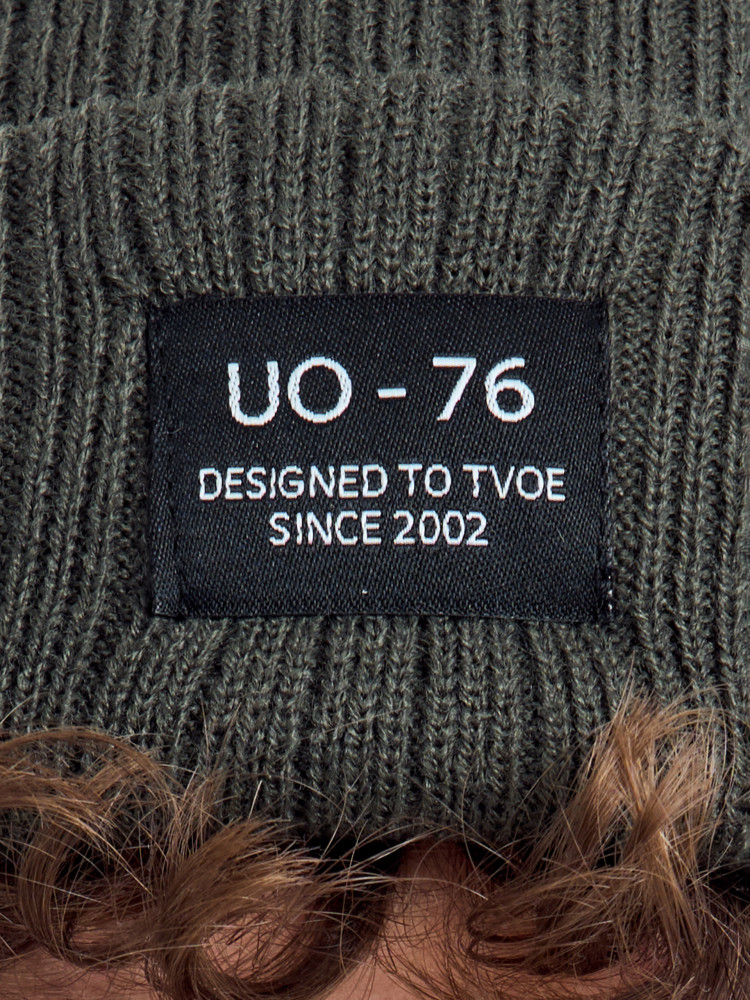 UO - 76
DESIGNED TO TVOE
SINCE 2002